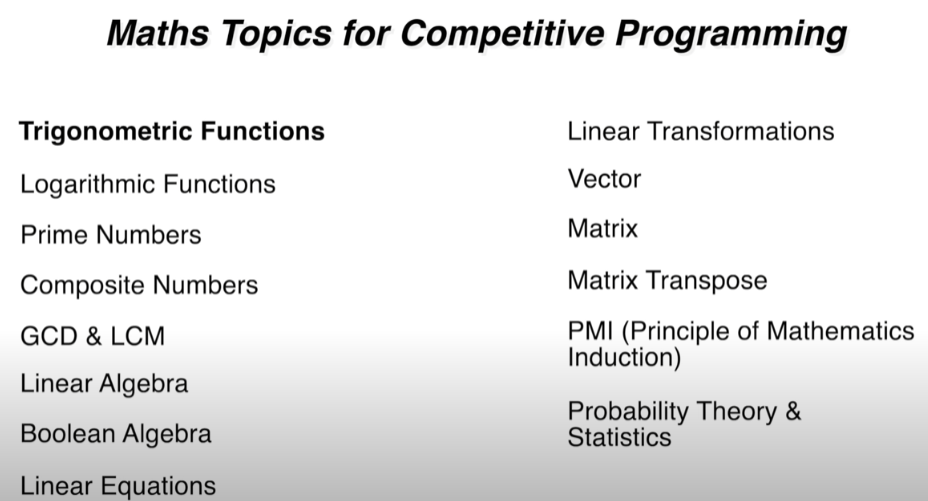 Maths Topics for Competitive Programming
Trigonometric Functions
Logarithmic Functions
Prime Numbers
Composite Numbers
GCD & LCM
Linear Algebra
Boolean Algebra
Linear Equations
Linear Transformations
Vector
Matrix
Matrix Transpose
PMI (Principle of Mathematics
Induction)
Probability Theory &
Statistics